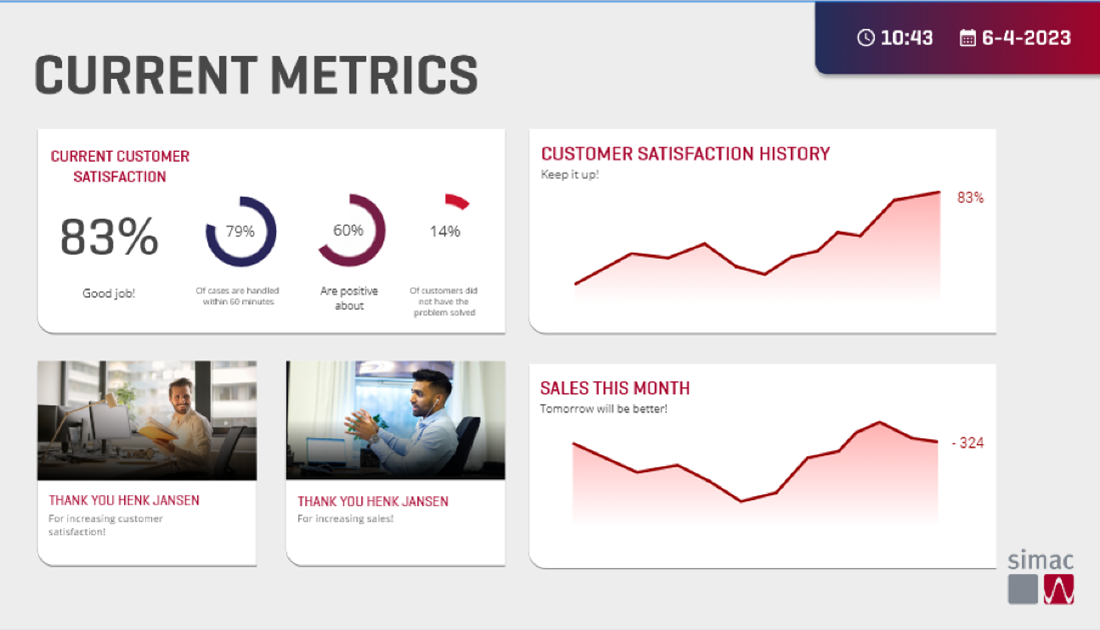 10:43 6-4-2023
CURRENT METRICS
CURRENT CUSTOMER
SATISFACTION
83%
Good job!
79%
Of cases are handled
within 60 minutes
60%
Are positive
about
14%
Of customers did
not have the
problem solved
CUSTOMER SATISFACTION HISTORY
Keep it up!
83%
THANK YOU HENK JANSEN
For increasing customer
satisfaction!
THANK YOU HENK JANSEN
For increasing sales!
SALES THIS MONTH
Tomorrow will be better!
- 324
simac